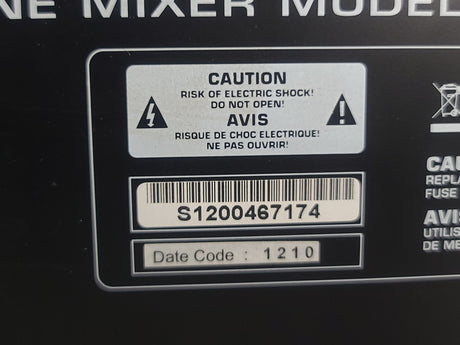 NE MIXER MODEL
CAUTION
RISK OF ELECTRIC SHOCK!
DO NOT OPEN!
AVIS
RISQUE DE CHOC ELECTRIQUE!
NE PAS OUVRIR!
S1200467174
Date Code : 1210
CAU
REPLA
FUSE
AVIS
UTILIS
DE ME